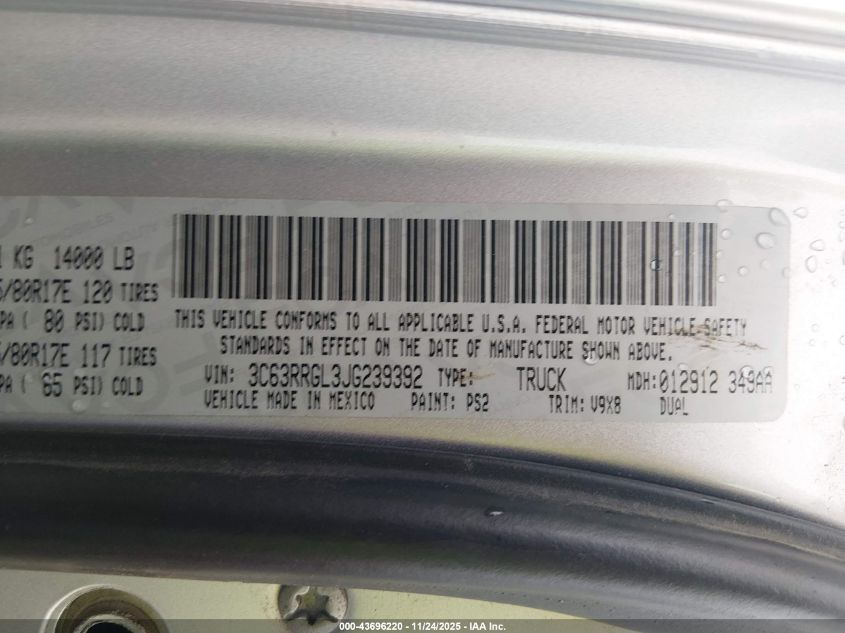 KG 14000 LB
/80R17E 120 TIRES
PA ( 80 PSI) COLD
/80R17E 117 TIRES
PA ( 65 PSI) COLD
THIS VEHICLE CONFORMS TO ALL APPLICABLE U.S.A. FEDERAL MOTOR VEHICLE SAFETY
STANDARDS IN EFFECT ON THE DATE OF MANUFACTURE SHOWN ABOVE.
VIN: 3C63RRGL3JG239392 TYPE: TRUCK MDH:012912 349AA
VEHICLE MADE IN MEXICO PAINT: PS2 TRIM: V9X8 DUAL
000-43696220 - 11/24/2025 - IAA Inc.